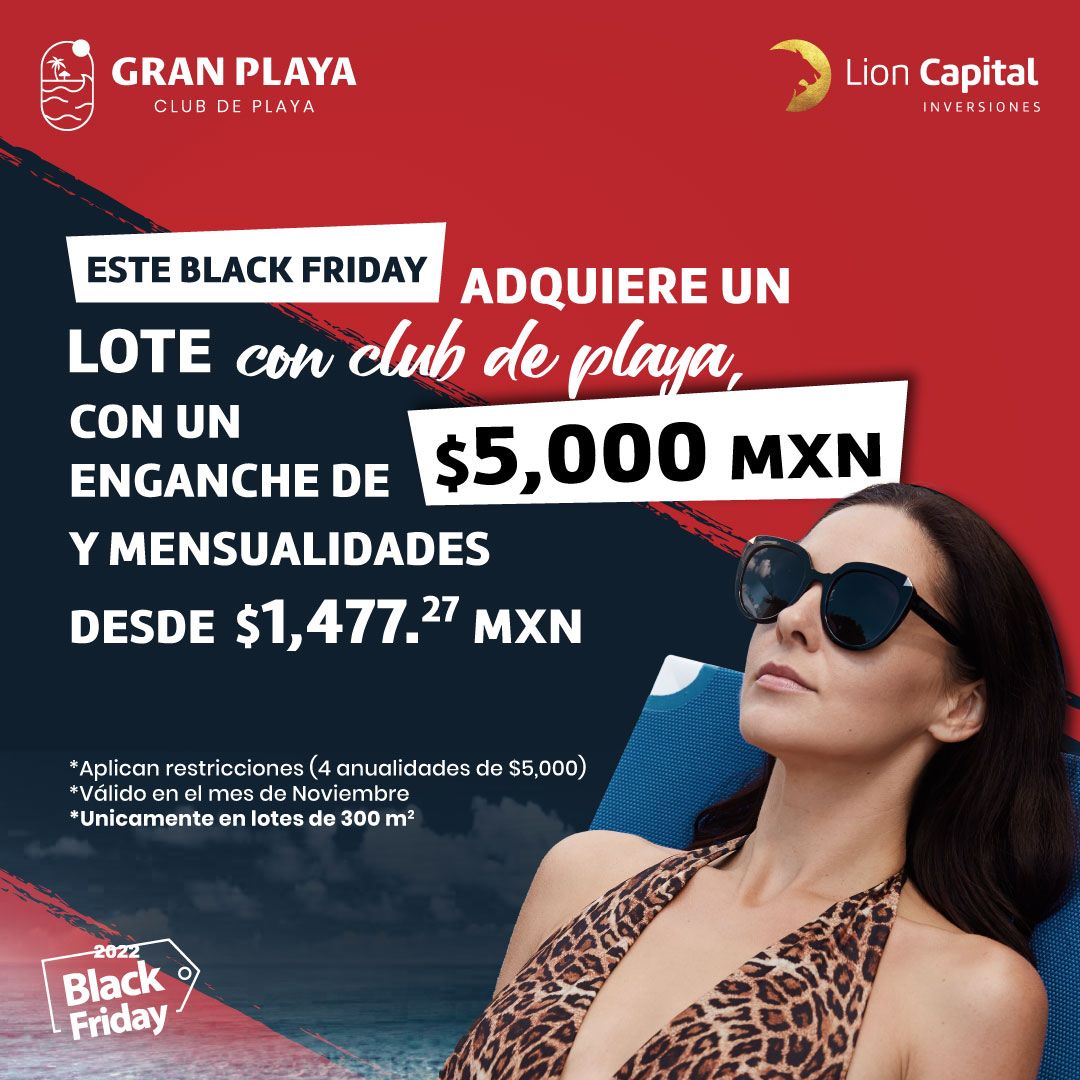 GRAN PLAYA
CLUB DE PLAYA
Lion Capital
INVERSIONES
ESTE BLACK FRIDAY ADQUIERE UN
LOTE con club de playa,
CON UN
ENGANCHE DE $5,000 MXN
Y MENSUALIDADES
DESDE $1,477.27 MXN
*Aplican restricciones (4 anualidades de $5,000)
*Válido en el mes de Noviembre
*Unicamente en lotes de 300 m²
2022
Black
Friday